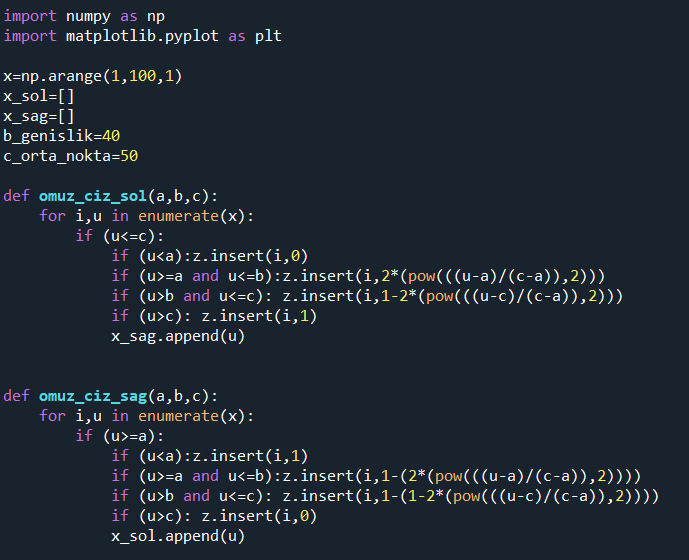 import numpy as np
import matplotlib.pyplot as plt
x=np.arange(1,100,1)
x_sol=[]
x_sag=[]
b_genislik=40
c_orta_nokta=50
def omuz_ciz_sol(a,b,c):
    for i,u in enumerate(x):
        if (u<=c):
            if (u<a):z.insert(i,0)
            if (u>=a and u<=b):z.insert(i,2*(pow(((u-a)/(c-a)),2)))
            if (u>b and u<=c): z.insert(i,1-2*(pow(((u-c)/(c-a)),2)))
            if (u>c): z.insert(i,1)
            x_sag.append(u)
def omuz_ciz_sag(a,b,c):
    for i,u in enumerate(x):
        if (u>=a):
            if (u<a):z.insert(i,1)
            if (u>=a and u<=b):z.insert(i,1-(2*(pow(((u-a)/(c-a)),2))))
            if (u>b and u<=c): z.insert(i,1-(1-2*(pow(((u-c)/(c-a)),2))))
            if (u>c): z.insert(i,0)
            x_sol.append(u)